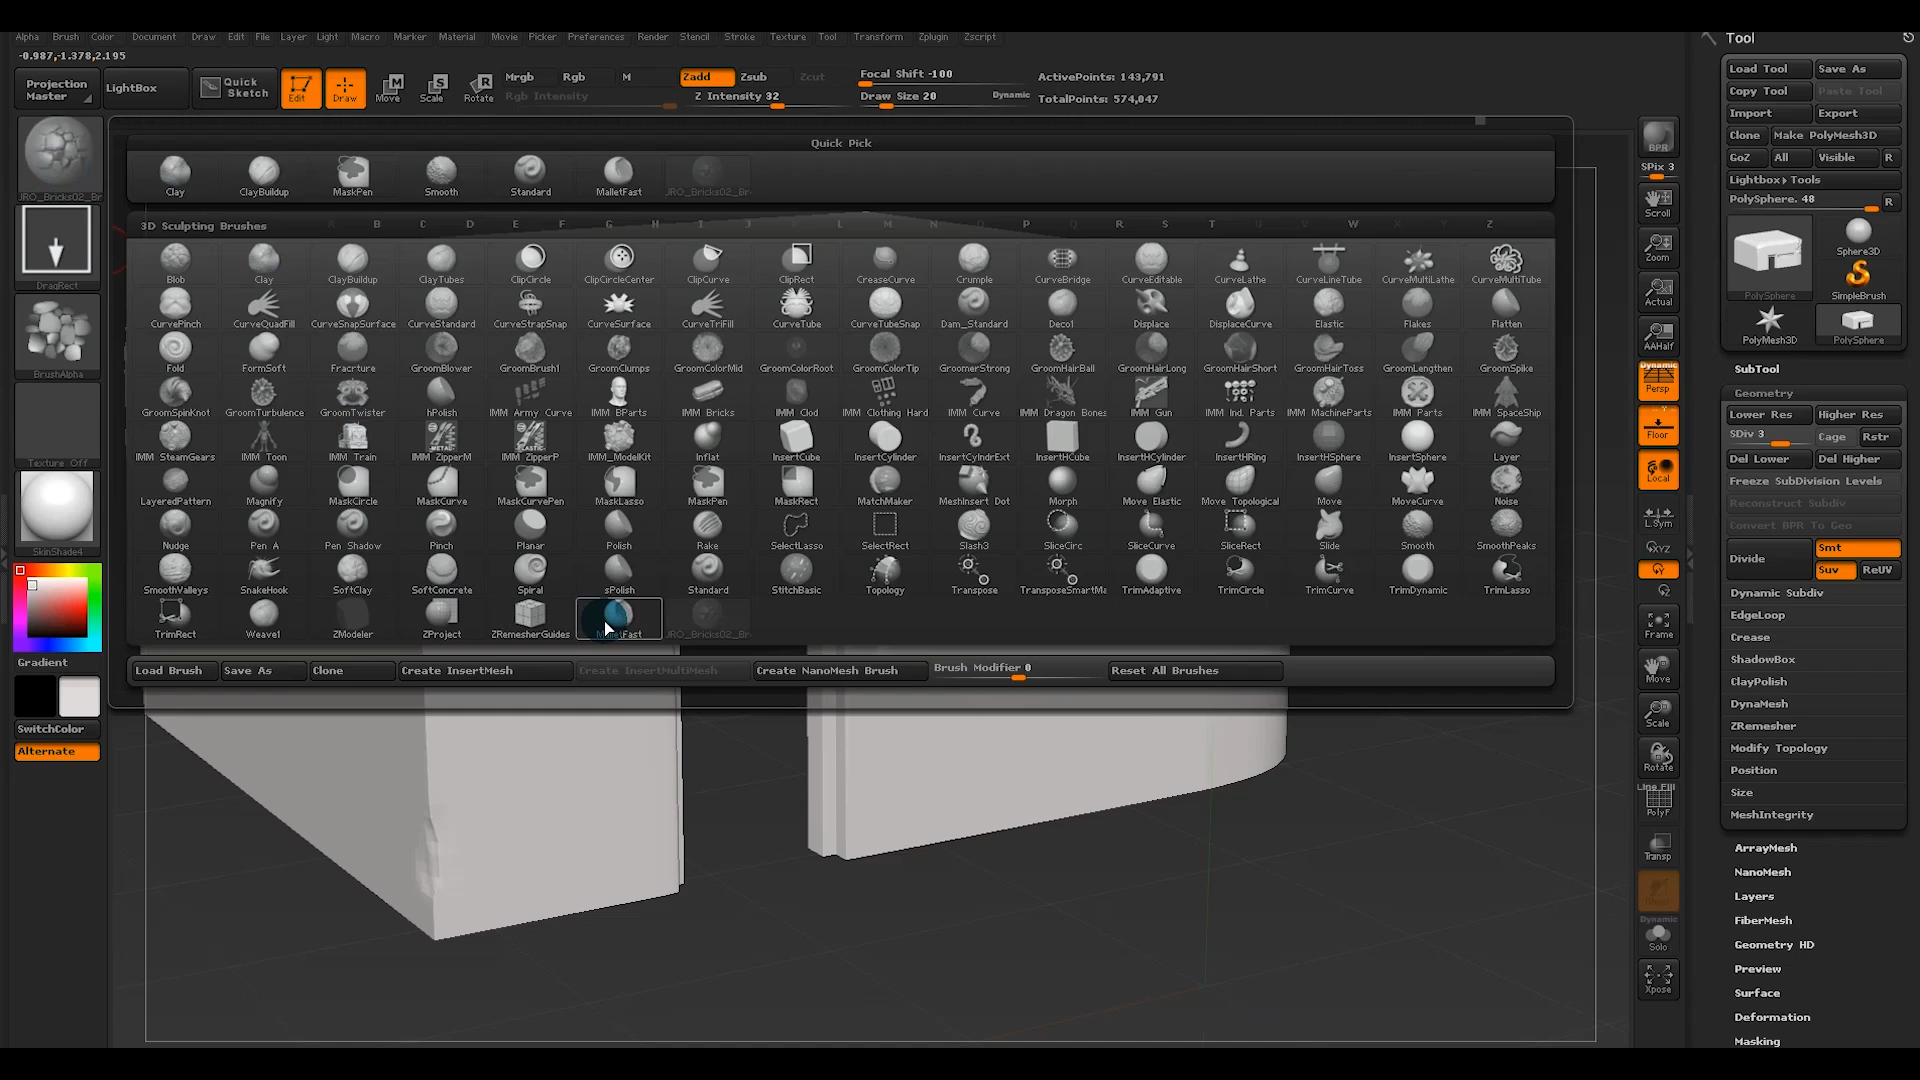 Alpha Brush Color Document Draw Edit File Layer Light Macro Marker Material Movie Picker Preferences Render Stencil Stroke Texture Tool Transform Zplugin Zscript
-0.987,-1.378,2.195
Projection Master
LightBox
Quick Sketch
Edit Draw Move Scale Rotate
Mrgb Rgb M
Rgb Intensity
Zadd Zsub Zcut
Z Intensity 32
Focal Shift -100
Draw Size 20 Dynamic
ActivePoints: 143,791
TotalPoints: 574,047
DragRect
BrushAlpha
Texture Off
SkinShade4
Gradient
SwitchColor
Alternate
Quick Pick
Clay ClayBuildup MaskPen Smooth Standard MalletFast JRO_Bricks02_Br
3D Sculpting Brushes A B C D E F G H I J L M N O P R S T W X Z
Blob Clay ClayBuildup ClayTubes ClipCircle ClipCircleCenter ClipCurve ClipRect CreaseCurve Crumple CurveBridge CurveEditable CurveLathe CurveLineTube CurveMultiLathe CurveMultiTube
CurvePinch CurveQuadFill CurveSnapSurface CurveStandard CurveStrapSnap CurveSurface CurveTriFill CurveTube CurveTubeSnap Dam_Standard Deco1 Displace DisplaceCurve Elastic Flakes Flatten
Fold FormSoft Fracrture GroomBlower GroomBrush1 GroomClumps GroomColorMid GroomColorRoot GroomColorTip GroomerStrong GroomHairBall GroomHairLong GroomHairShort GroomHairToss GroomLengthen GroomSpike
GroomSpinKnot GroomTurbulence GroomTwister hPolish IMM Army Curve IMM BParts IMM Bricks IMM Clod IMM Clothing Hard IMM Curve IMM Dragon Bones IMM Gun IMM Ind. Parts IMM MachineParts IMM Parts IMM SpaceShip
IMM SteamGears IMM Toon IMM Train IMM ZipperM IMM ZipperP IMM_ModelKit Inflat InsertCube InsertCylinder InsertCylndrExt InsertHCube InsertHCylinder InsertHRing InsertHSphere InsertSphere Layer
LayeredPattern Magnify MaskCircle MaskCurve MaskCurvePen MaskLasso MaskPen MaskRect MatchMaker MeshInsert Dot Morph Move Elastic Move Topological Move MoveCurve Noise
Nudge Pen A Pen Shadow Pinch Planar Polish Rake SelectLasso SelectRect Slash3 SliceCirc SliceCurve SliceRect Slide Smooth SmoothPeaks
SmoothValleys SnakeHook SoftClay SoftConcrete Spiral sPolish Standard StitchBasic Topology Transpose TransposeSmartMa TrimAdaptive TrimCircle TrimCurve TrimDynamic TrimLasso
TrimRect Weave1 ZModeler ZProject ZRemesherGuides MalletFast JRO_Bricks02_Br
Load Brush Save As Clone Create InsertMesh Create InsertMultiMesh Create NanoMesh Brush Brush Modifier 0 Reset All Brushes
BPR
SPix 3
Scroll
Zoom
Actual
AAHalf
Dynamic
Persp
Floor
Local
L.Sym
XYZ
Frame
Move
Scale
Rotate
Line Fill
PolyF
Transp
Dynamic
Solo
Xpose
Tool
Load Tool Save As
Copy Tool Paste Tool
Import Export
Clone Make PolyMesh3D
GoZ All Visible R
Lightbox▸Tools
PolySphere. 48 R
PolySphere Sphere3D
SimpleBrush
PolyMesh3D PolySphere
SubTool
Geometry
Lower Res Higher Res
SDiv 3 Cage Rstr
Del Lower Del Higher
Freeze SubDivision Levels
Reconstruct Subdiv
Convert BPR To Geo
Divide Smt
Suv ReUV
Dynamic Subdiv
EdgeLoop
Crease
ShadowBox
ClayPolish
DynaMesh
ZRemesher
Modify Topology
Position
Size
MeshIntegrity
ArrayMesh
NanoMesh
Layers
FiberMesh
Geometry HD
Preview
Surface
Deformation
Masking